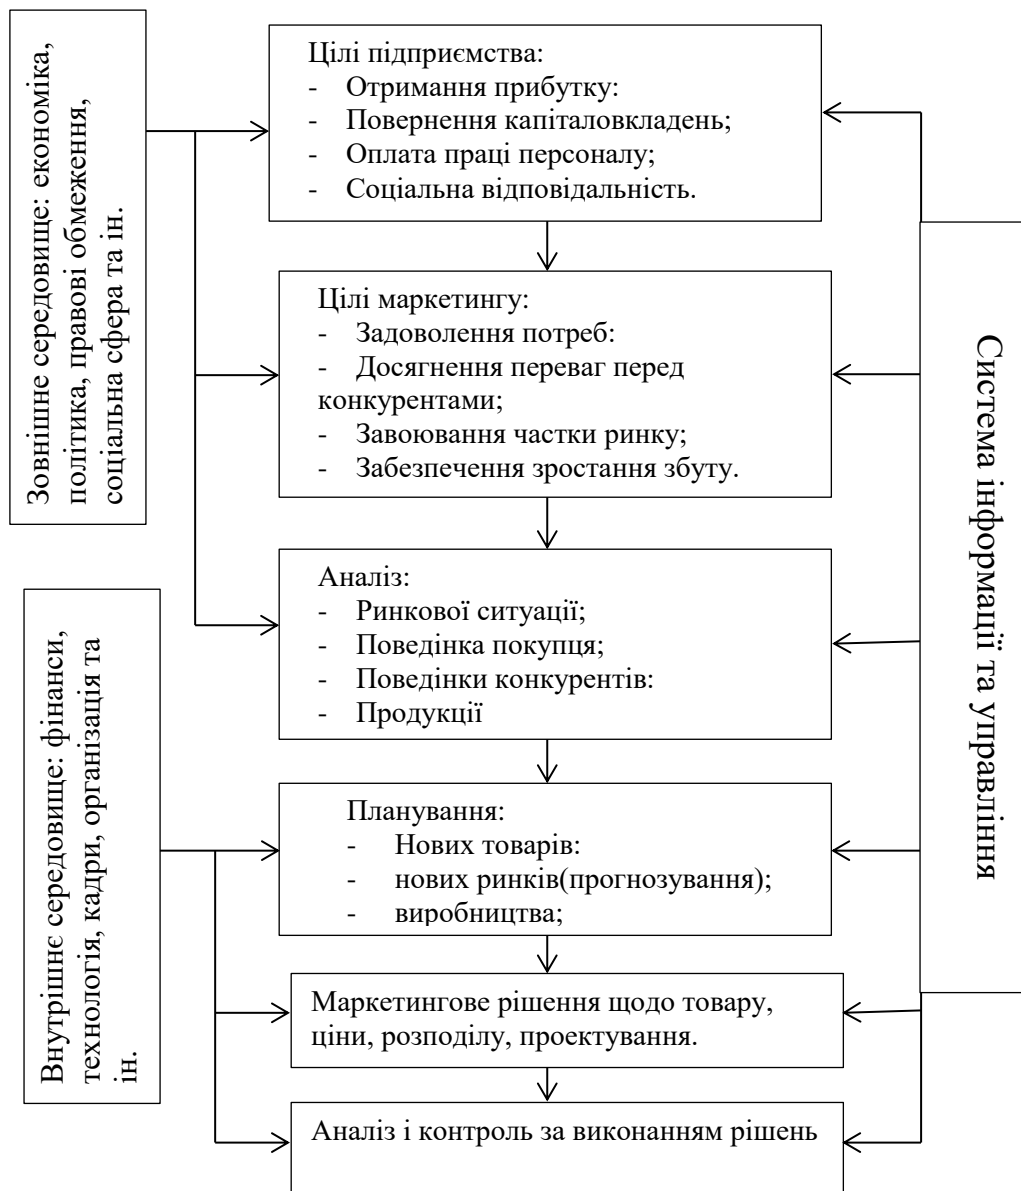 Зовнішнє середовище: економіка,
політика, правові обмеження,
соціальна сфера та ін.
Цілі підприємства:
- Отримання прибутку:
- Повернення капіталовкладень;
- Оплата праці персоналу;
- Соціальна відповідальність.
Цілі маркетингу:
- Задоволення потреб:
- Досягнення переваг перед
конкурентами;
- Завоювання частки ринку;
- Забезпечення зростання збуту.
Аналіз:
- Ринкової ситуації;
- Поведінка покупця;
- Поведінки конкурентів:
- Продукції
Внутрішнє середовище: фінанси,
технологія, кадри, організація та
ін.
Планування:
- Нових товарів:
- нових ринків(прогнозування);
- виробництва;
Маркетингове рішення щодо товару,
ціни, розподілу, проектування.
Аналіз і контроль за виконанням рішень
Система інформації та управління